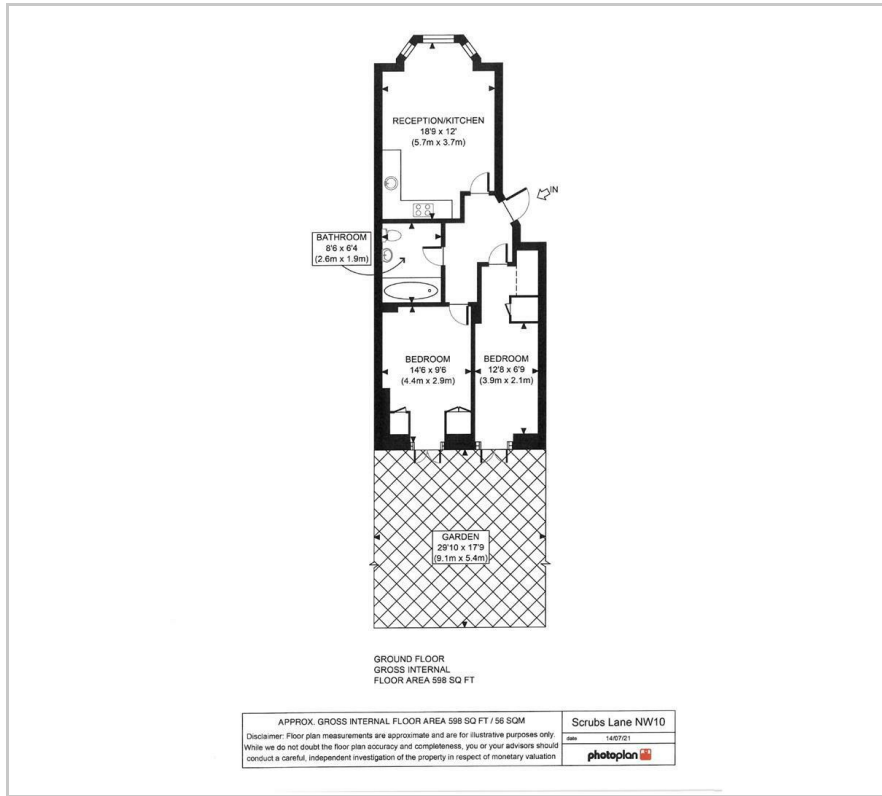 RECEPTION/KITCHEN
18'9 x 12'
(5.7m x 3.7m)
IN
BATHROOM
8'6 x 6'4
(2.6m x 1.9m)
BEDROOM
14'6 x 9'6
(4.4m x 2.9m)
BEDROOM
12'8 x 6'9
(3.9m x 2.1m)
GARDEN
29'10 x 17'9
(9.1m x 5.4m)
GROUND FLOOR
GROSS INTERNAL
FLOOR AREA 598 SQ FT
APPROX. GROSS INTERNAL FLOOR AREA 598 SQ FT / 56 SQM
Disclaimer: Floor plan measurements are approximate and are for illustrative purposes only.
While we do not doubt the floor plan accuracy and completeness, you or your advisors should
conduct a careful, independent investigation of the property in respect of monetary valuation
Scrubs Lane NW10
date 14/07/21
photoplan